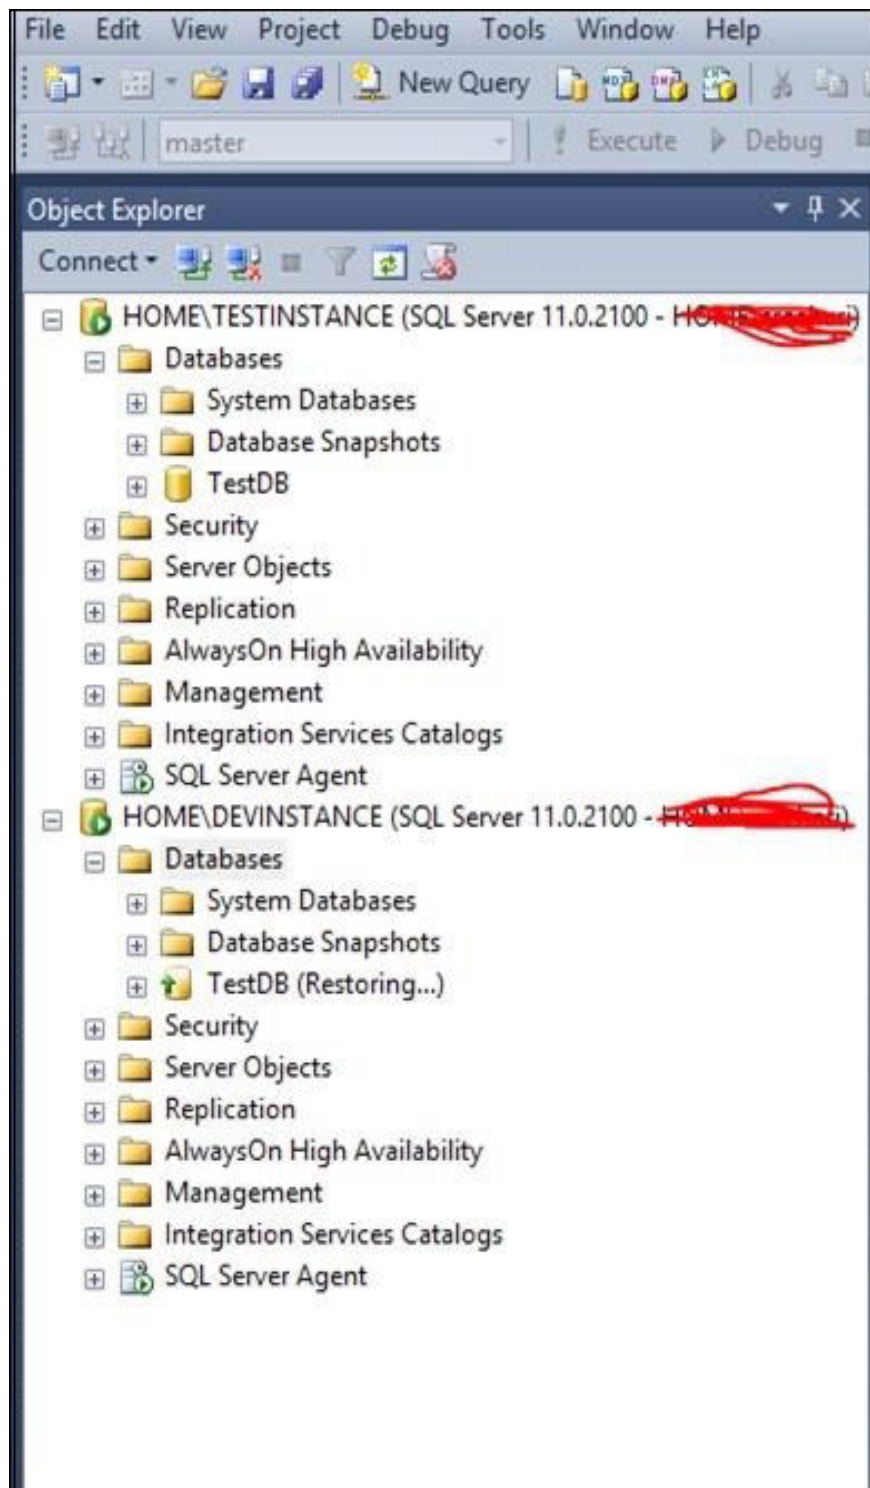 File Edit View Project Debug Tools Window Help
New Query
master Execute Debug
Object Explorer
Connect
HOME\TESTINSTANCE (SQL Server 11.0.2100 -
Databases
System Databases
Database Snapshots
TestDB
Security
Server Objects
Replication
AlwaysOn High Availability
Management
Integration Services Catalogs
SQL Server Agent
HOME\DEVINSTANCE (SQL Server 11.0.2100 -
Databases
System Databases
Database Snapshots
TestDB (Restoring...)
Security
Server Objects
Replication
AlwaysOn High Availability
Management
Integration Services Catalogs
SQL Server Agent